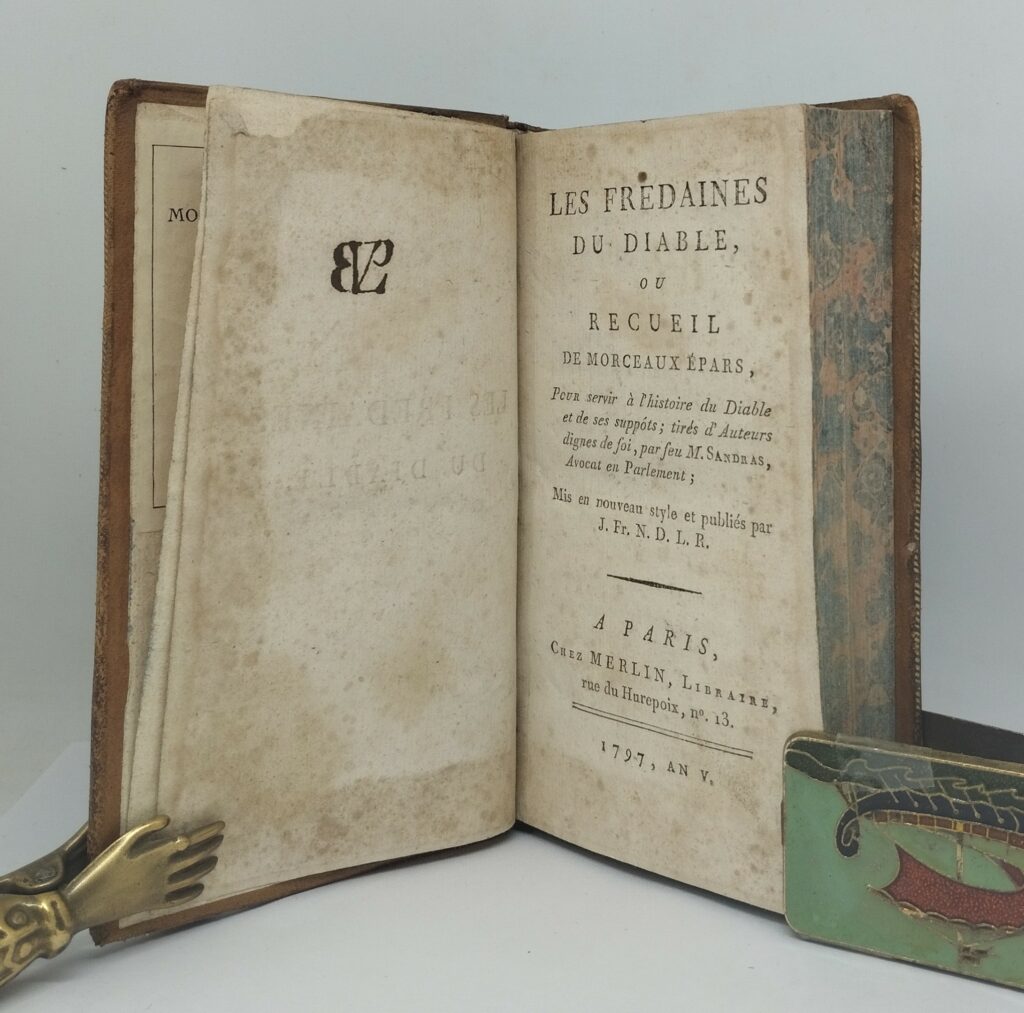 MO
LES FREDAINES
DU DIABLE,
OU
RECUEIL
DE MORCEAUX ÉPARS,
Pour servir à l'histoire du Diable
et de ses suppôts; tirés d'Auteurs
dignes de foi, par feu M. SANDRAS,
Avocat en Parlement;
Mis en nouveau style et publiés par
J. Fr. N. D. L. R.
A PARIS,
CHEZ MERLIN, LIBRAIRE,
rue du Hurepoix, nº. 13.
1797, AN V.